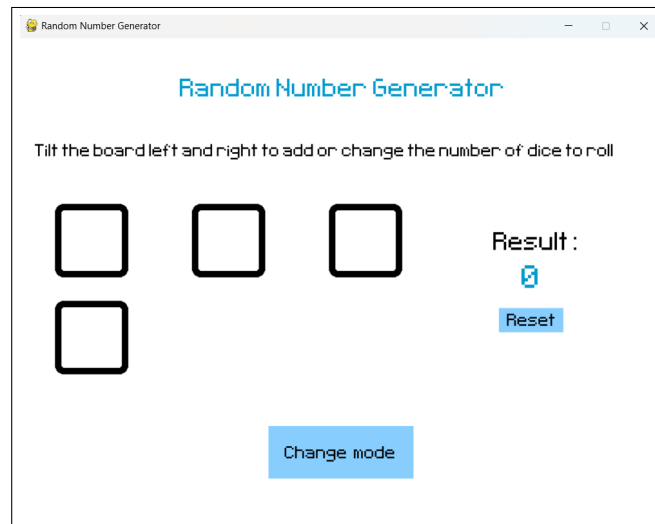 Random Number Generator
Random Number Generator
Tilt the board left and right to add or change the number of dice to roll
Result :
0
Reset
Change mode